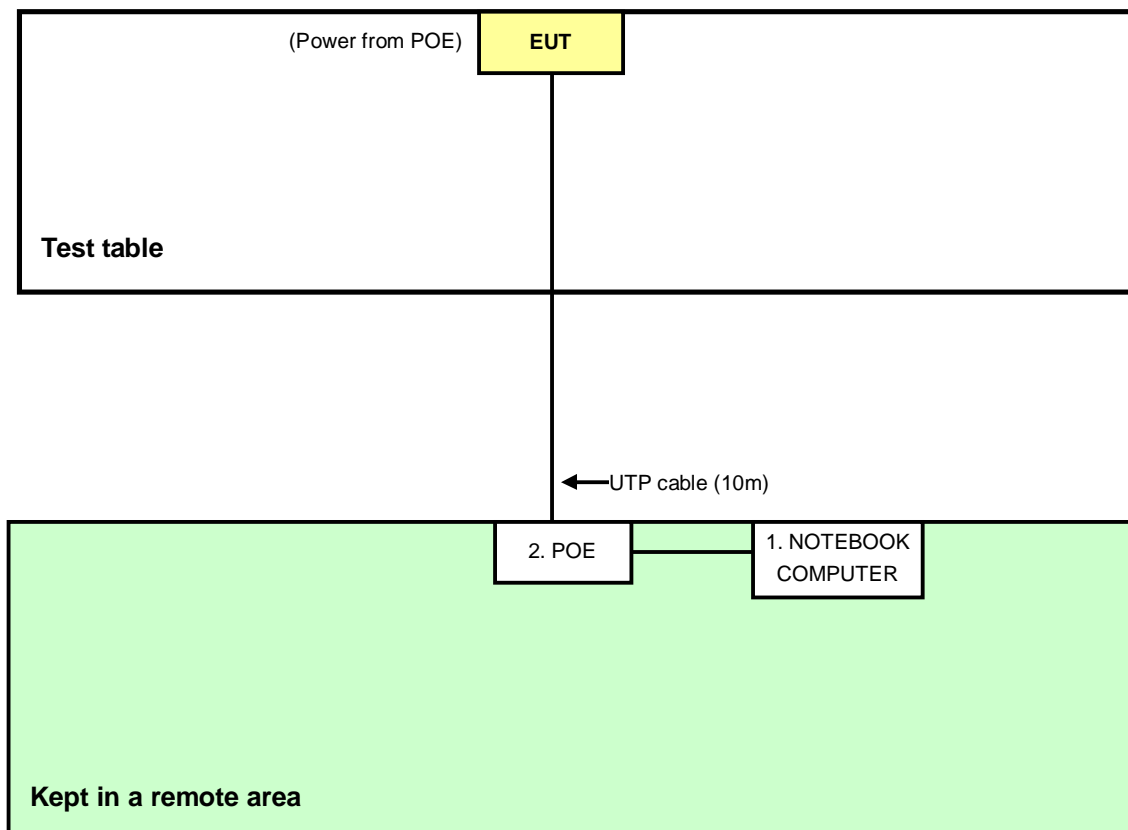 (Power from POE)
EUT
Test table
UTP cable (10m)
2. POE
1. NOTEBOOK
COMPUTER
Kept in a remote area